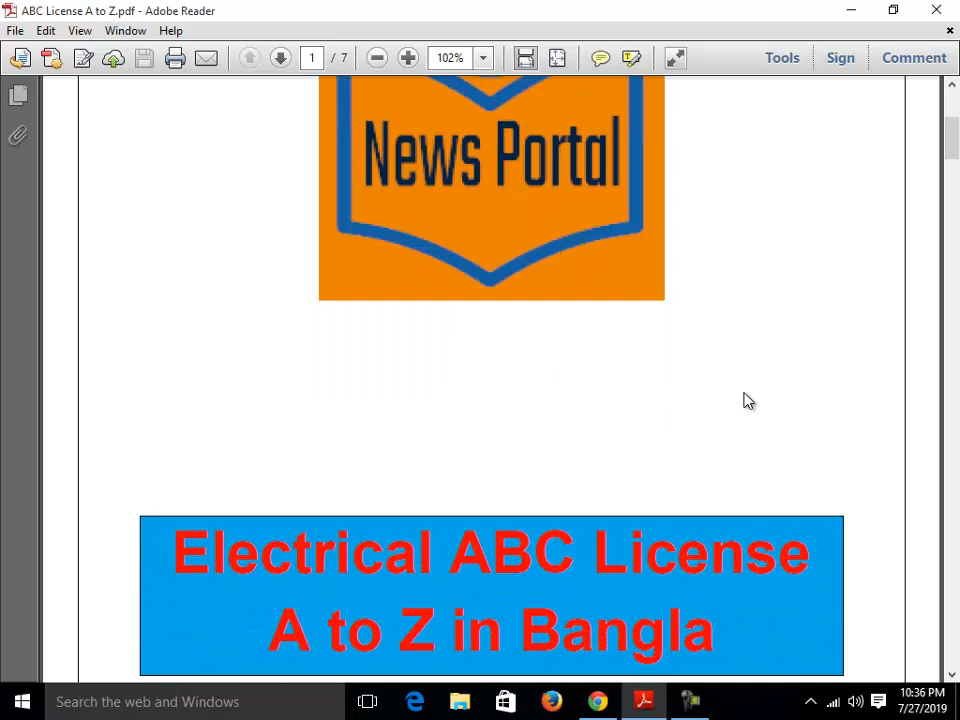 ABC License A to Z.pdf - Adobe Reader
File Edit View Window Help
1 / 7 102% Tools Sign Comment
News Portal
Electrical ABC License
A to Z in Bangla
Search the web and Windows
10:36 PM
7/27/2019